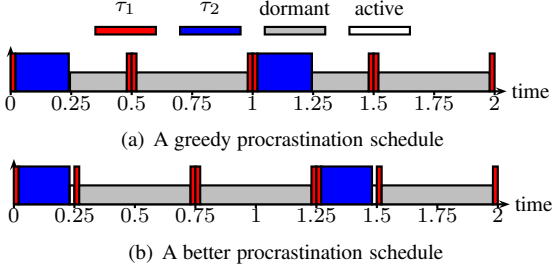 τ1 τ2 dormant active
0 0.25 0.5 0.75 1 1.25 1.5 1.75 2 time
(a) A greedy procrastination schedule
0 0.25 0.5 0.75 1 1.25 1.5 1.75 2 time
(b) A better procrastination schedule